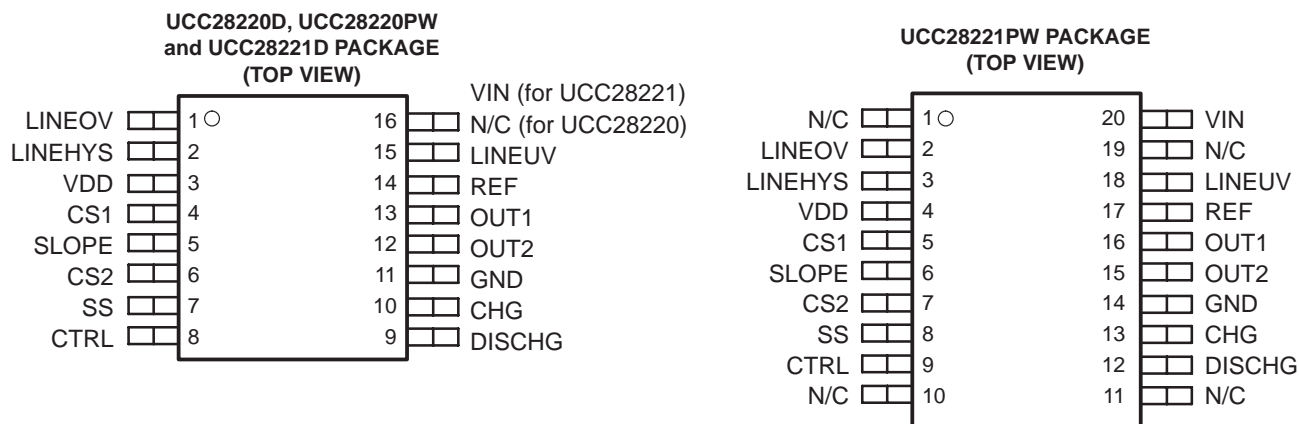 UCC28220D, UCC28220PW
and UCC28221D PACKAGE
(TOP VIEW)
VIN (for UCC28221)
LINEOV 1 16 N/C (for UCC28220)
LINEHYS 2 15 LINEUV
VDD 3 14 REF
CS1 4 13 OUT1
SLOPE 5 12 OUT2
CS2 6 11 GND
SS 7 10 CHG
CTRL 8 9 DISCHG
UCC28221PW PACKAGE
(TOP VIEW)
N/C 1 20 VIN
LINEOV 2 19 N/C
LINEHYS 3 18 LINEUV
VDD 4 17 REF
CS1 5 16 OUT1
SLOPE 6 15 OUT2
CS2 7 14 GND
SS 8 13 CHG
CTRL 9 12 DISCHG
N/C 10 11 N/C